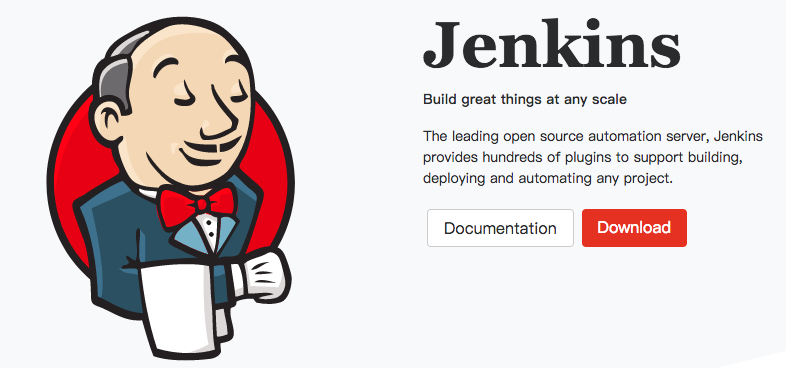 Jenkins
Build great things at any scale
The leading open source automation server, Jenkins
provides hundreds of plugins to support building,
deploying and automating any project.
Documentation
Download